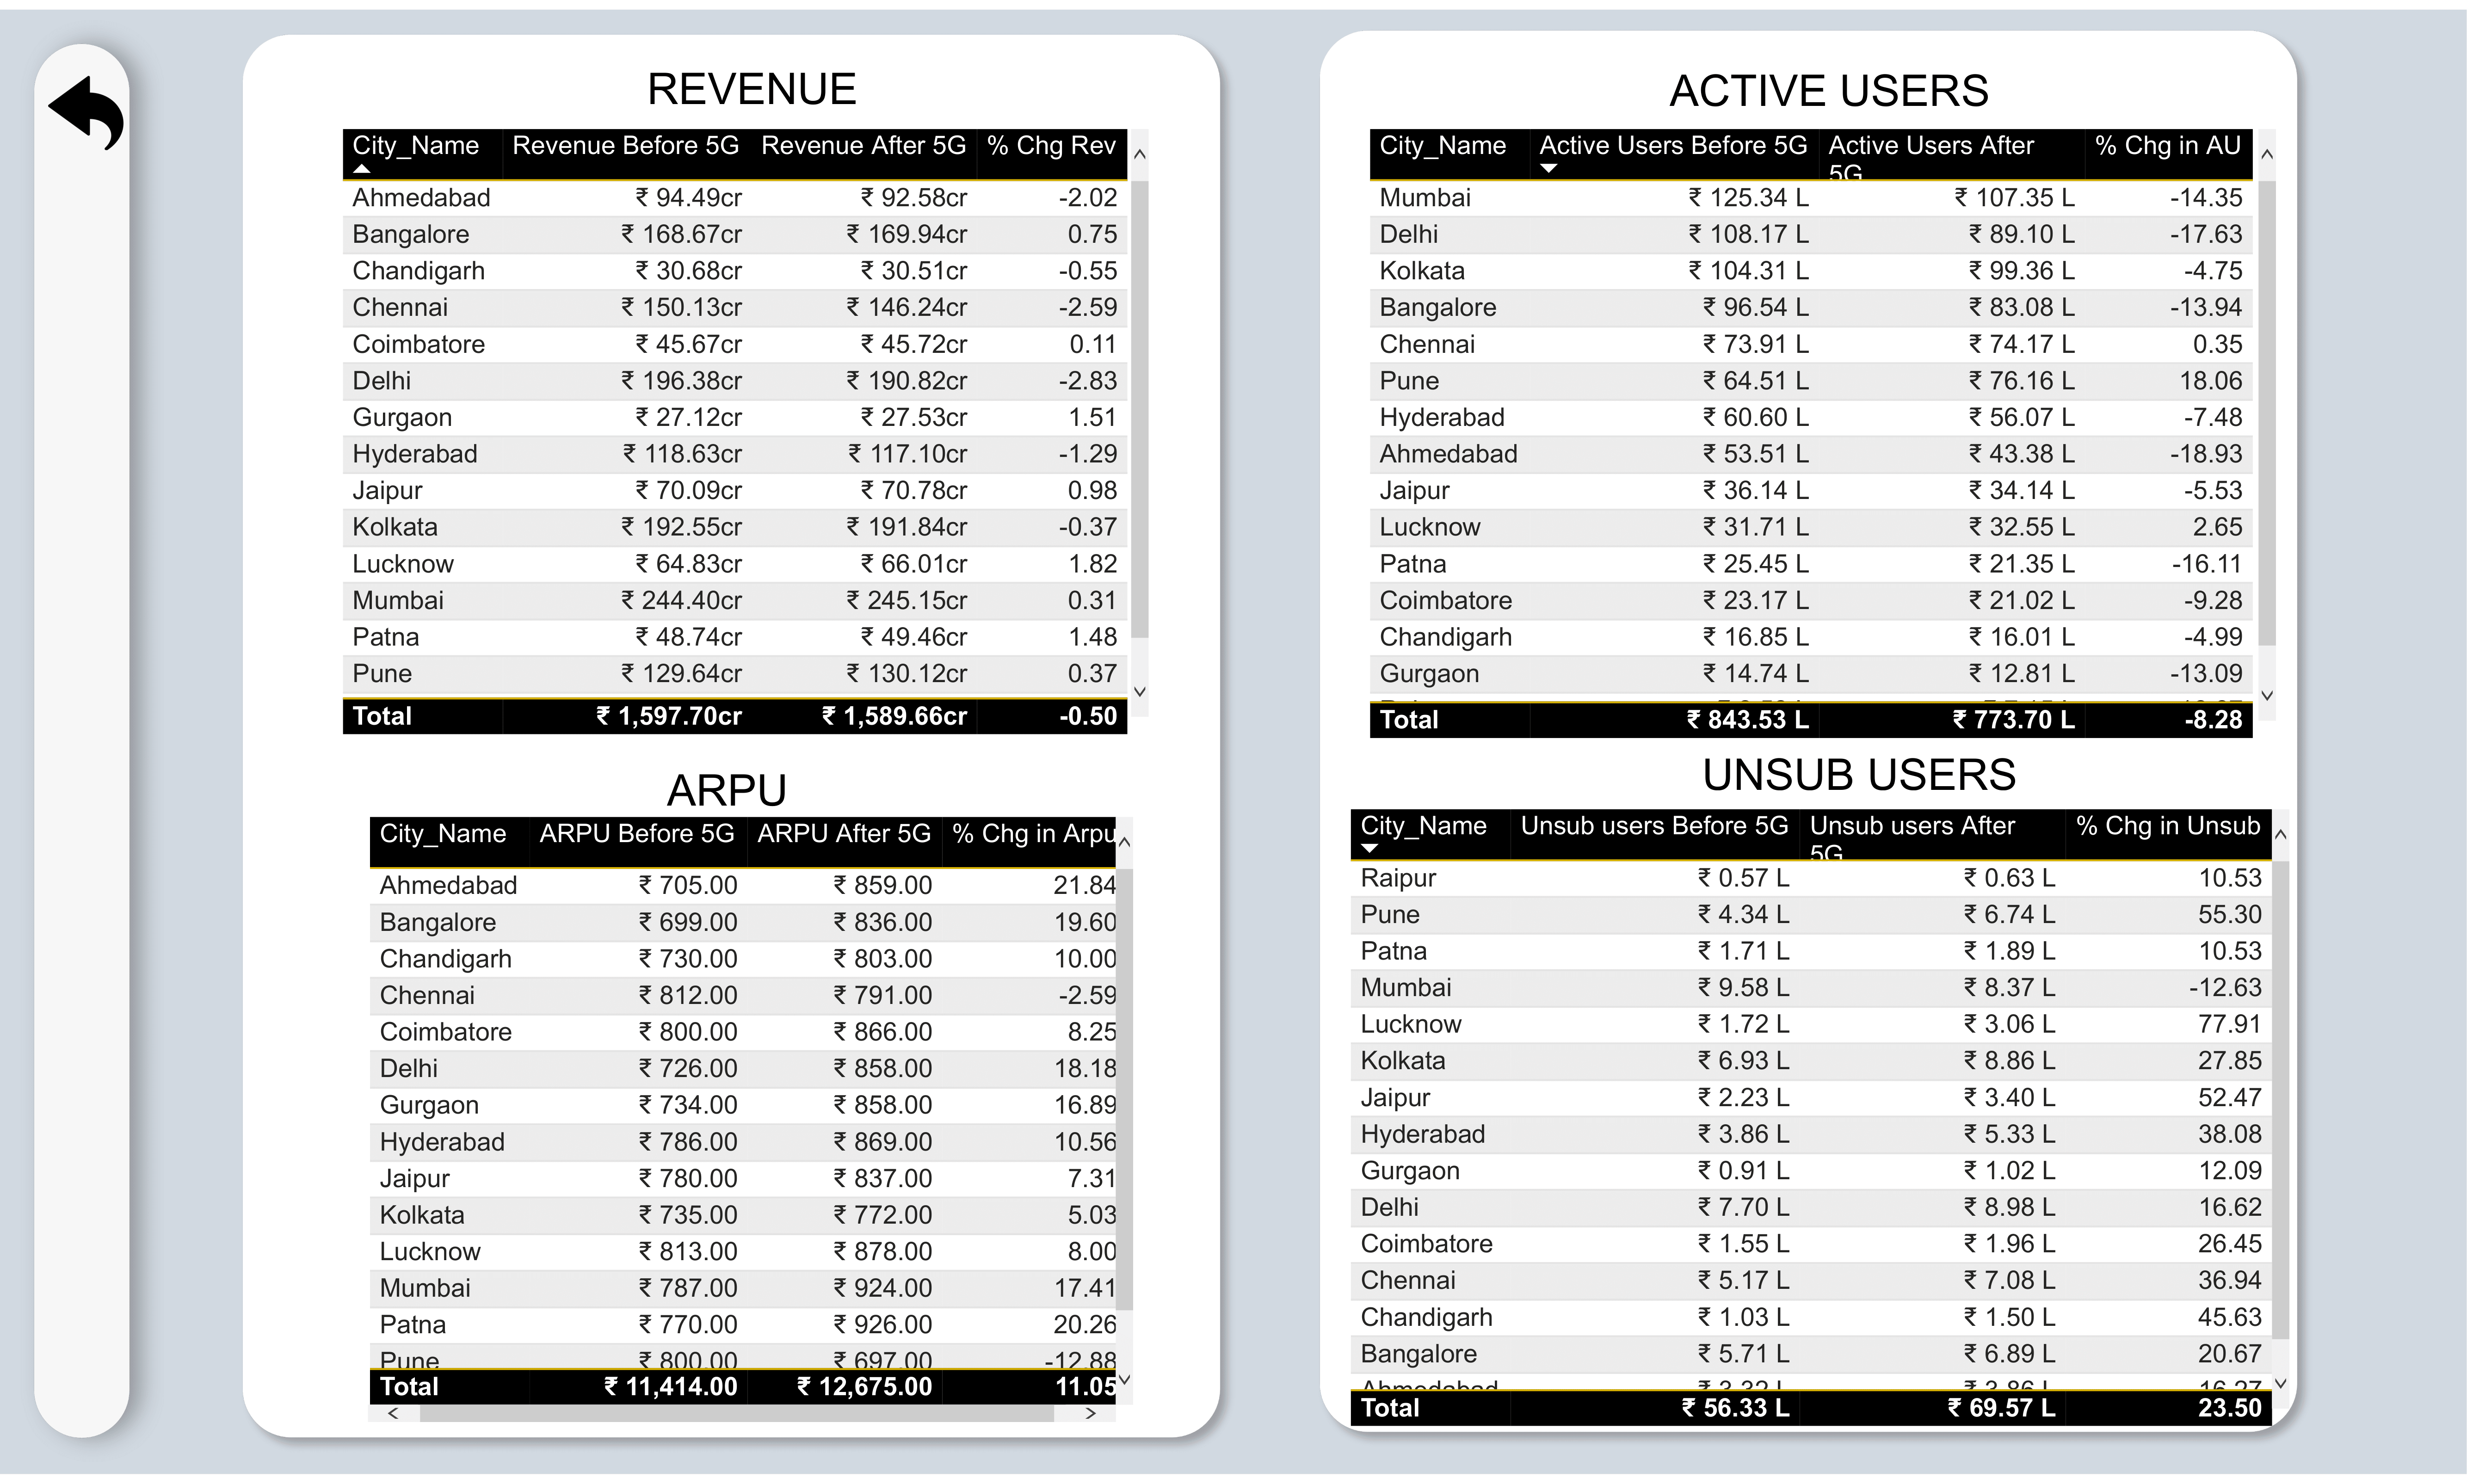 REVENUE
City_Name Revenue Before 5G Revenue After 5G % Chg Rev
Ahmedabad ₹ 94.49cr ₹ 92.58cr -2.02
Bangalore ₹ 168.67cr ₹ 169.94cr 0.75
Chandigarh ₹ 30.68cr ₹ 30.51cr -0.55
Chennai ₹ 150.13cr ₹ 146.24cr -2.59
Coimbatore ₹ 45.67cr ₹ 45.72cr 0.11
Delhi ₹ 196.38cr ₹ 190.82cr -2.83
Gurgaon ₹ 27.12cr ₹ 27.53cr 1.51
Hyderabad ₹ 118.63cr ₹ 117.10cr -1.29
Jaipur ₹ 70.09cr ₹ 70.78cr 0.98
Kolkata ₹ 192.55cr ₹ 191.84cr -0.37
Lucknow ₹ 64.83cr ₹ 66.01cr 1.82
Mumbai ₹ 244.40cr ₹ 245.15cr 0.31
Patna ₹ 48.74cr ₹ 49.46cr 1.48
Pune ₹ 129.64cr ₹ 130.12cr 0.37
Total ₹ 1,597.70cr ₹ 1,589.66cr -0.50
ARPU
City_Name ARPU Before 5G ARPU After 5G % Chg in Arpu
Ahmedabad ₹ 705.00 ₹ 859.00 21.84
Bangalore ₹ 699.00 ₹ 836.00 19.60
Chandigarh ₹ 730.00 ₹ 803.00 10.00
Chennai ₹ 812.00 ₹ 791.00 -2.59
Coimbatore ₹ 800.00 ₹ 866.00 8.25
Delhi ₹ 726.00 ₹ 858.00 18.18
Gurgaon ₹ 734.00 ₹ 858.00 16.89
Hyderabad ₹ 786.00 ₹ 869.00 10.56
Jaipur ₹ 780.00 ₹ 837.00 7.31
Kolkata ₹ 735.00 ₹ 772.00 5.03
Lucknow ₹ 813.00 ₹ 878.00 8.00
Mumbai ₹ 787.00 ₹ 924.00 17.41
Patna ₹ 770.00 ₹ 926.00 20.26
Pune ₹ 800.00 ₹ 697.00 -12.88
Total ₹ 11,414.00 ₹ 12,675.00 11.05
ACTIVE USERS
City_Name Active Users Before 5G Active Users After % Chg in AU
5G
Mumbai ₹ 125.34 L ₹ 107.35 L -14.35
Delhi ₹ 108.17 L ₹ 89.10 L -17.63
Kolkata ₹ 104.31 L ₹ 99.36 L -4.75
Bangalore ₹ 96.54 L ₹ 83.08 L -13.94
Chennai ₹ 73.91 L ₹ 74.17 L 0.35
Pune ₹ 64.51 L ₹ 76.16 L 18.06
Hyderabad ₹ 60.60 L ₹ 56.07 L -7.48
Ahmedabad ₹ 53.51 L ₹ 43.38 L -18.93
Jaipur ₹ 36.14 L ₹ 34.14 L -5.53
Lucknow ₹ 31.71 L ₹ 32.55 L 2.65
Patna ₹ 25.45 L ₹ 21.35 L -16.11
Coimbatore ₹ 23.17 L ₹ 21.02 L -9.28
Chandigarh ₹ 16.85 L ₹ 16.01 L -4.99
Gurgaon ₹ 14.74 L ₹ 12.81 L -13.09
Total ₹ 843.53 L ₹ 773.70 L -8.28
UNSUB USERS
City_Name Unsub users Before 5G Unsub users After % Chg in Unsub
5G
Raipur ₹ 0.57 L ₹ 0.63 L 10.53
Pune ₹ 4.34 L ₹ 6.74 L 55.30
Patna ₹ 1.71 L ₹ 1.89 L 10.53
Mumbai ₹ 9.58 L ₹ 8.37 L -12.63
Lucknow ₹ 1.72 L ₹ 3.06 L 77.91
Kolkata ₹ 6.93 L ₹ 8.86 L 27.85
Jaipur ₹ 2.23 L ₹ 3.40 L 52.47
Hyderabad ₹ 3.86 L ₹ 5.33 L 38.08
Gurgaon ₹ 0.91 L ₹ 1.02 L 12.09
Delhi ₹ 7.70 L ₹ 8.98 L 16.62
Coimbatore ₹ 1.55 L ₹ 1.96 L 26.45
Chennai ₹ 5.17 L ₹ 7.08 L 36.94
Chandigarh ₹ 1.03 L ₹ 1.50 L 45.63
Bangalore ₹ 5.71 L ₹ 6.89 L 20.67
Ahmedabad
Total ₹ 56.33 L ₹ 69.57 L 23.50